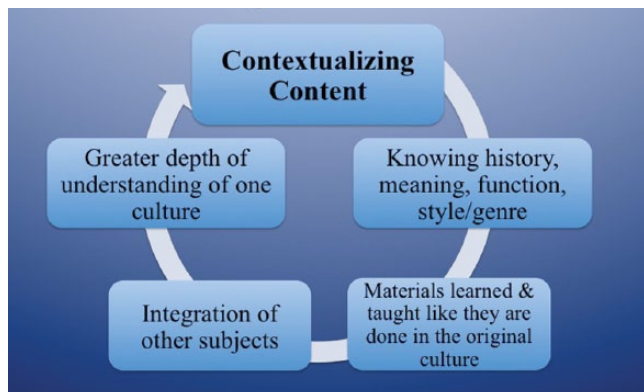 Contextualizing
Content
Knowing history,
meaning, function,
style/genre
Materials learned &
taught like they are
done in the original
culture
Integration of
other subjects
Greater depth of
understanding of one
culture